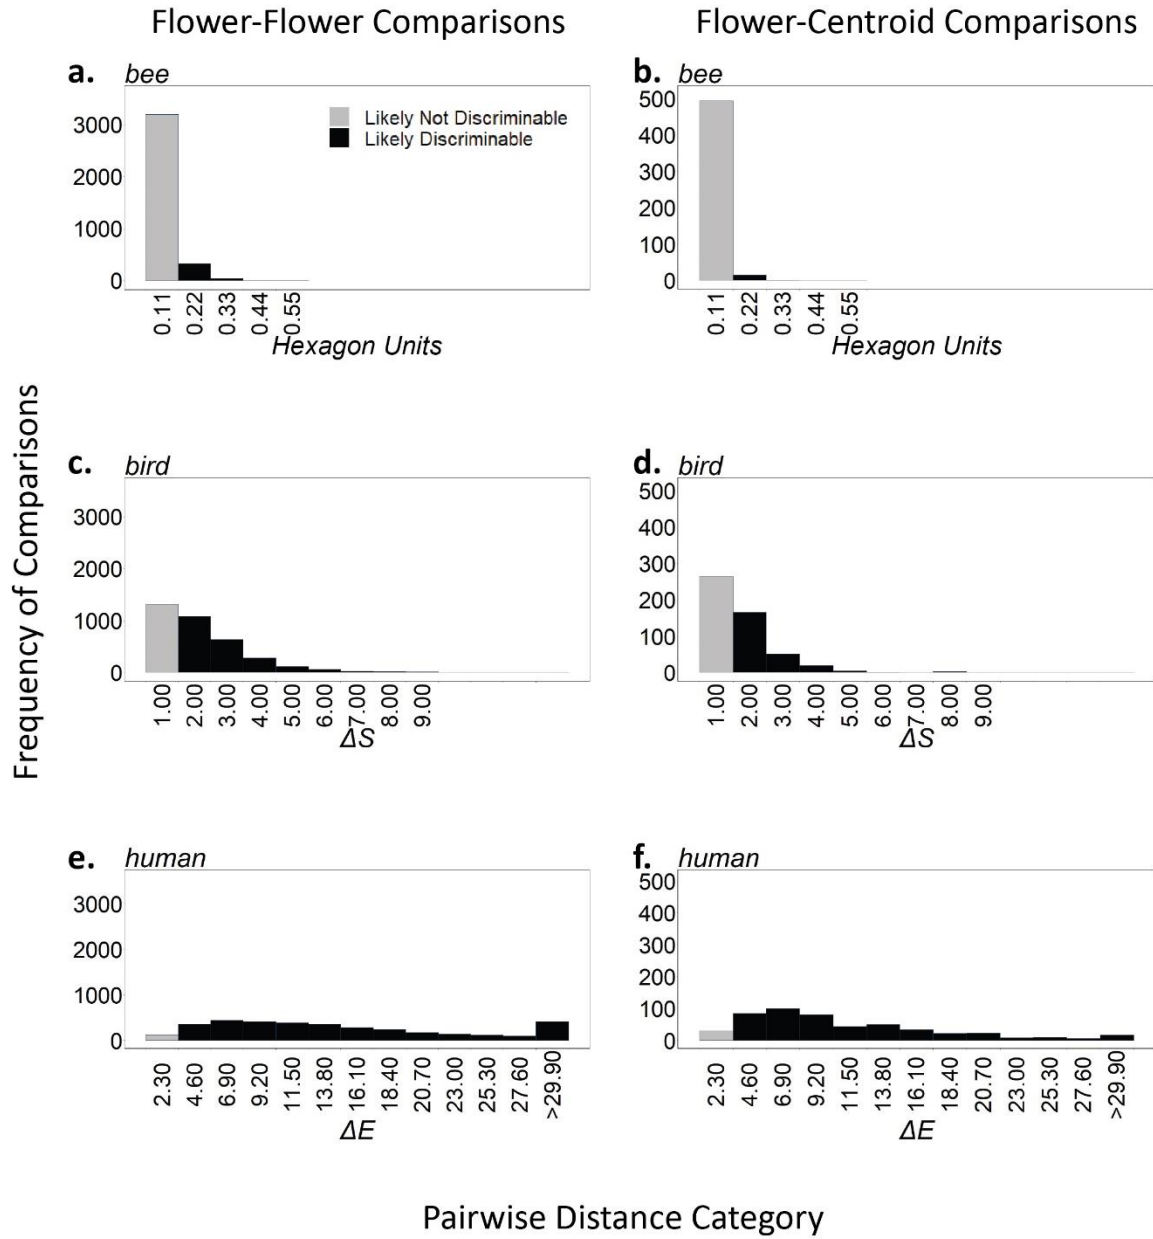 Flower-Flower Comparisons
Flower-Centroid Comparisons
a. bee
3000
2000
1000
0
Likely Not Discriminable
Likely Discriminable
0.11 0.22 0.33 0.44 0.55
Hexagon Units
b. bee
500
400
300
200
100
0
0.11 0.22 0.33 0.44 0.55
Hexagon Units
Frequency of Comparisons
c. bird
3000
2000
1000
0
1.00 2.00 3.00 4.00 5.00 6.00 7.00 8.00 9.00
ΔS
d. bird
500
400
300
200
100
0
1.00 2.00 3.00 4.00 5.00 6.00 7.00 8.00 9.00
ΔS
e. human
3000
2000
1000
0
2.30 4.60 6.90 9.20 11.50 13.80 16.10 18.40 20.70 23.00 25.30 27.60 >29.90
ΔE
f. human
500
400
300
200
100
0
2.30 4.60 6.90 9.20 11.50 13.80 16.10 18.40 20.70 23.00 25.30 27.60 >29.90
ΔE
Pairwise Distance Category